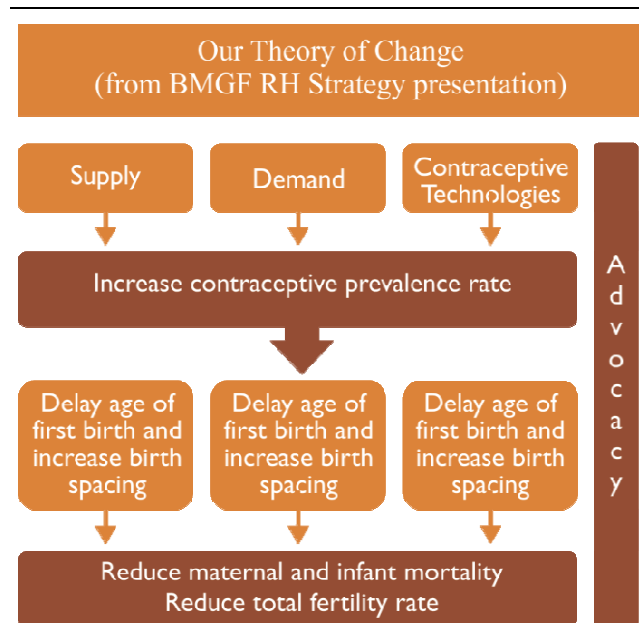 Our Theory of Change
(from BMGF RH Strategy presentation)
Supply
Demand
Contraceptive
Technologies
Increase contraceptive prevalence rate
Delay age of
first birth and
increase birth
spacing
Delay age of
first birth and
increase birth
spacing
Delay age of
first birth and
increase birth
spacing
Reduce maternal and infant mortality
Reduce total fertility rate
A
d
v
o
c
a
c
y